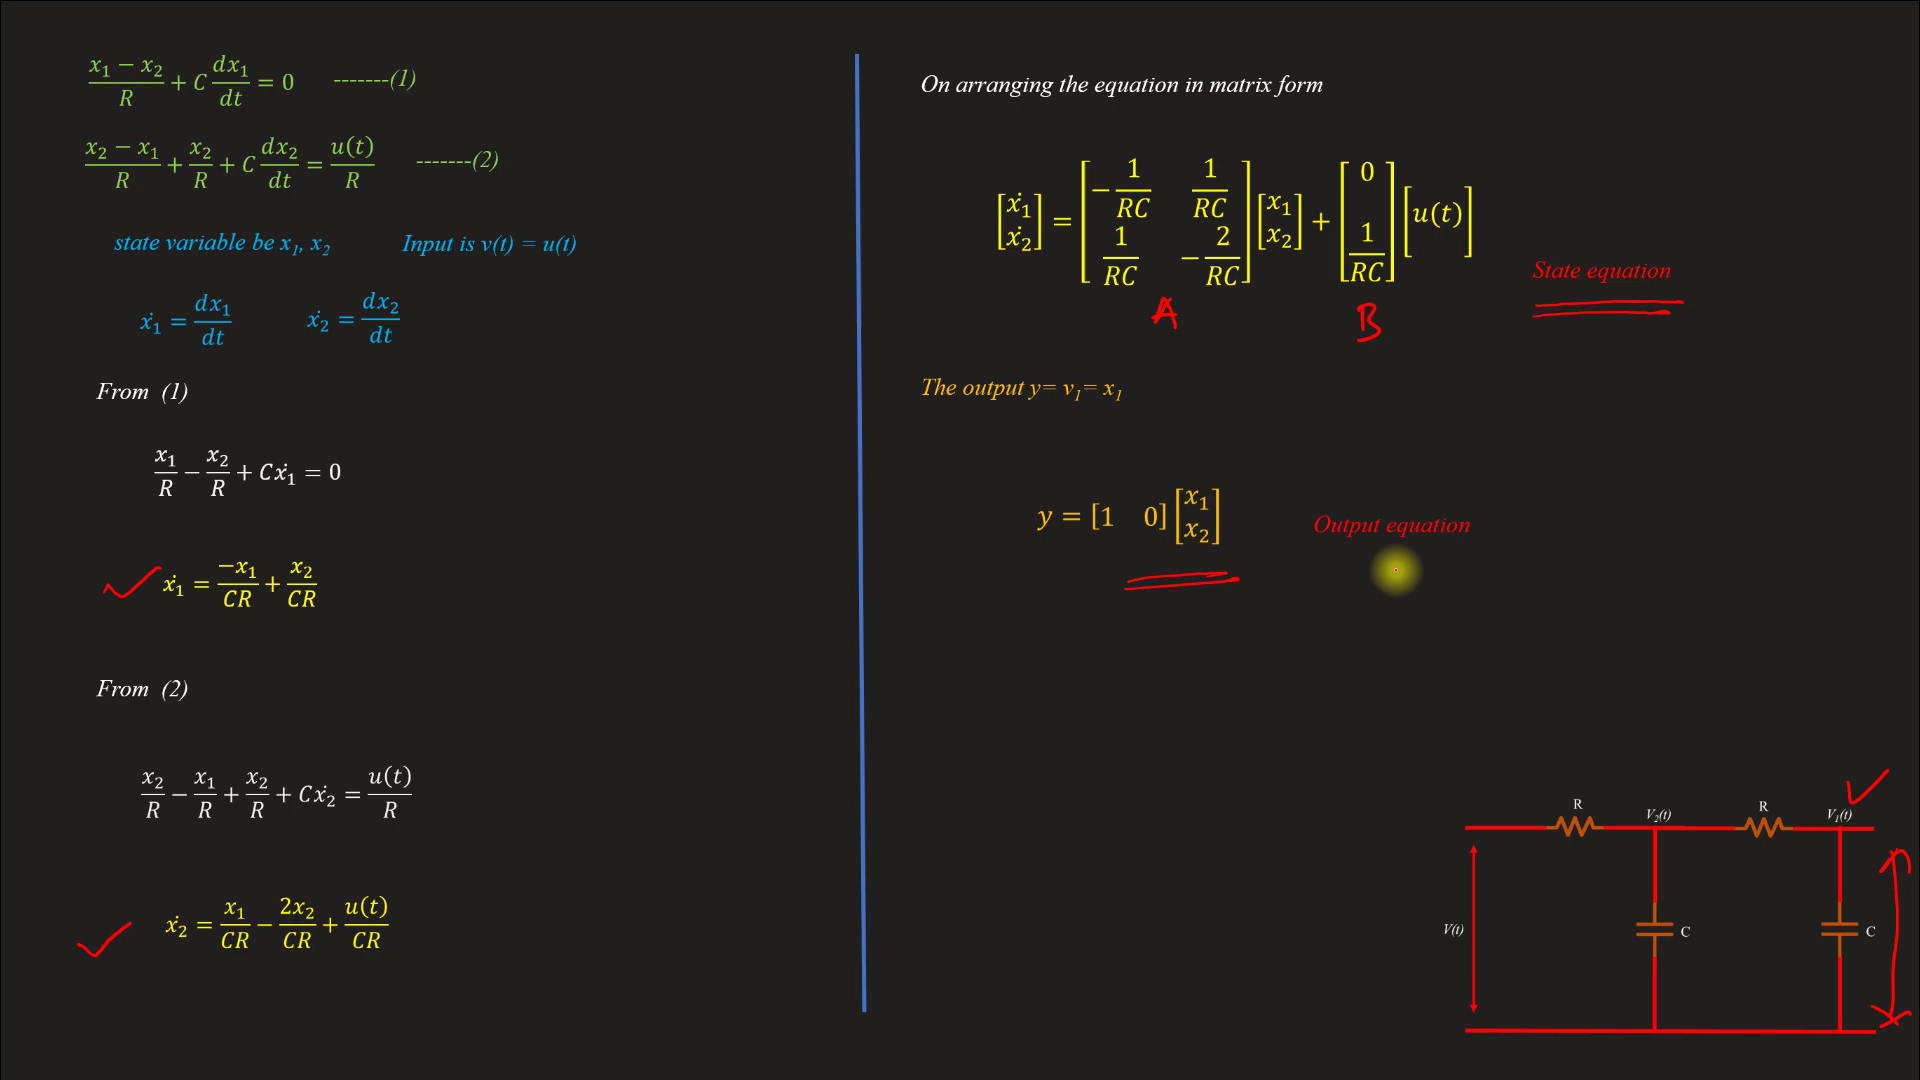 (x₁ − x₂)/R + C dx₁/dt = 0 -------(1)
(x₂ − x₁)/R + x₂/R + C dx₂/dt = u(t)/R -------(2)
state variable be x₁, x₂ Input is v(t) = u(t)
ẋ₁ = dx₁/dt ẋ₂ = dx₂/dt
From (1)
x₁/R − x₂/R + Cẋ₁ = 0
ẋ₁ = −x₁/CR + x₂/CR
From (2)
x₂/R − x₁/R + x₂/R + Cẋ₂ = u(t)/R
ẋ₂ = x₁/CR − 2x₂/CR + u(t)/CR
On arranging the equation in matrix form
[ẋ₁; ẋ₂] = [−1/RC 1/RC; 1/RC −2/RC] [x₁; x₂] + [0; 1/RC] [u(t)]
State equation
A B
The output y= v₁= x₁
y = [1 0] [x₁; x₂] Output equation
R V₂(t) R V₁(t)
V(t) C C